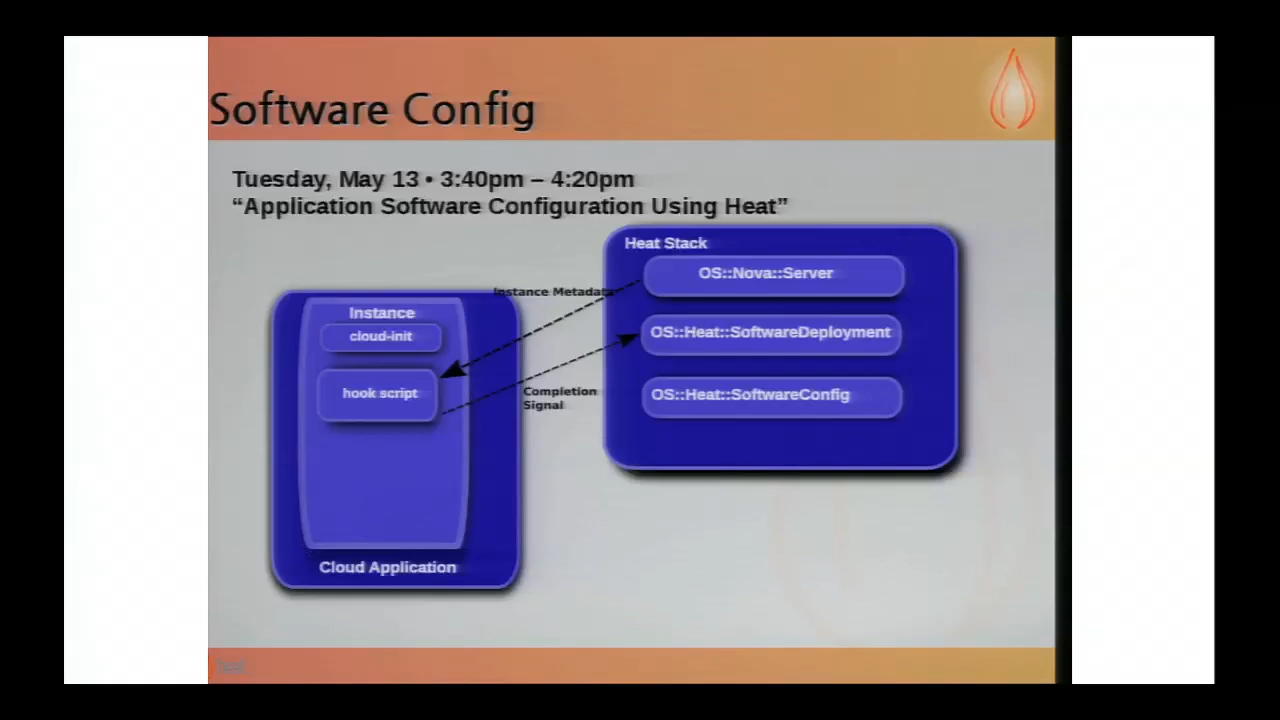 Software Config
Tuesday, May 13 • 3:40pm – 4:20pm
“Application Software Configuration Using Heat”
Heat Stack
OS::Nova::Server
Instance Metadata
Instance
cloud-init
OS::Heat::SoftwareDeployment
hook script
Completion
Signal
OS::Heat::SoftwareConfig
Cloud Application